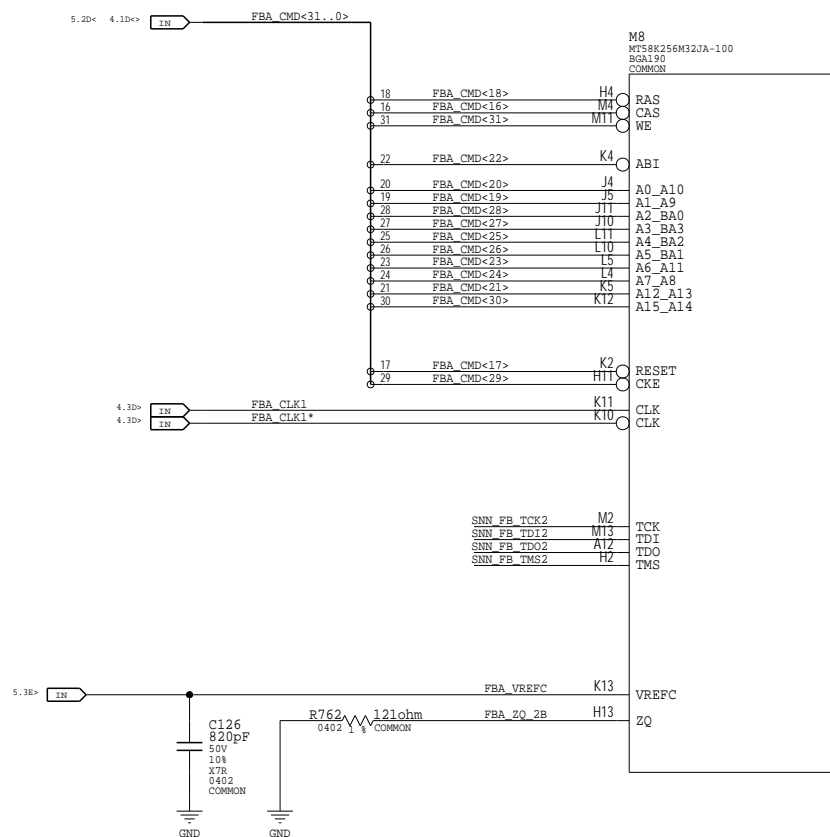 5.2D< 4.1D<> IN FBA_CMD<31..0>
M8
MT58K256M32JA-100
BGA190
COMMON
18 FBA_CMD<18> H4 RAS
16 FBA_CMD<16> M4 CAS
31 FBA_CMD<31> M11 WE
22 FBA_CMD<22> K4 ABI
20 FBA_CMD<20> J4 A0_A10
19 FBA_CMD<19> J5 A1_A9
28 FBA_CMD<28> J11 A2_BA0
27 FBA_CMD<27> J10 A3_BA3
25 FBA_CMD<25> L11 A4_BA2
26 FBA_CMD<26> L10 A5_BA1
23 FBA_CMD<23> L5 A6_A11
24 FBA_CMD<24> L4 A7_A8
21 FBA_CMD<21> K5 A12_A13
30 FBA_CMD<30> K12 A15_A14
17 FBA_CMD<17> K2 RESET
29 FBA_CMD<29> H11 CKE
4.3D> IN FBA_CLK1 K11 CLK
4.3D> IN FBA_CLK1* K10 CLK
SNN_FB_TCK2 M2 TCK
SNN_FB_TDI2 M13 TDI
SNN_FB_TDO2 A12 TDO
SNN_FB_TMS2 H2 TMS
5.3E> IN FBA_VREFC K13 VREFC
R762 121ohm FBA_ZQ_2B H13 ZQ
0402 1 % COMMON
C126
820pF
50V
10%
X7R
0402
COMMON
GND GND